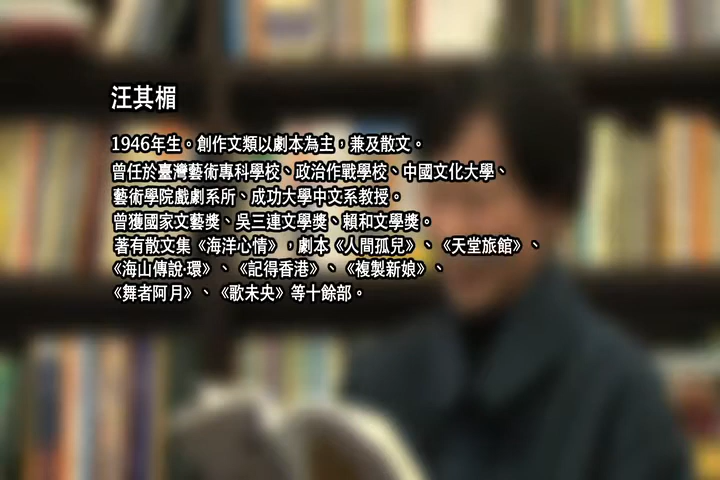 汪其楣
1946年生。創作文類以劇本為主，兼及散文。
曾任於臺灣藝術專科學校、政治作戰學校、中國文化大學、
藝術學院戲劇系所、成功大學中文系教授。
曾獲國家文藝獎、吳三連文學獎、賴和文學獎。
著有散文集《海洋心情》，劇本《人間孤兒》、《天堂旅館》、
《海山傳說·環》、《記得香港》、《複製新娘》、
《舞者阿月》、《歌未央》等十餘部。